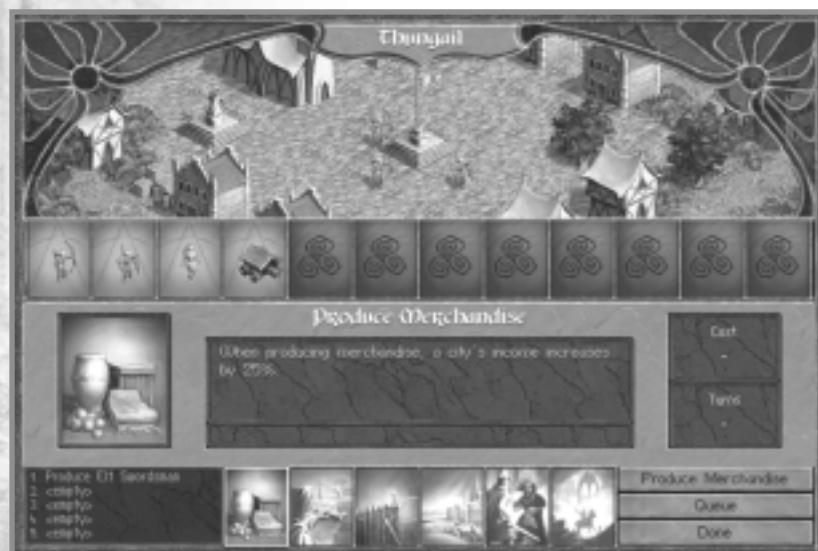 Produce Merchandise
When producing merchandise, a city's income increases
by 25%.
Cost
-
Turns
-
1. Produce Elf Swordsman
2. <empty>
3. <empty>
4. <empty>
5. <empty>
Produce Merchandise
Queue
Done